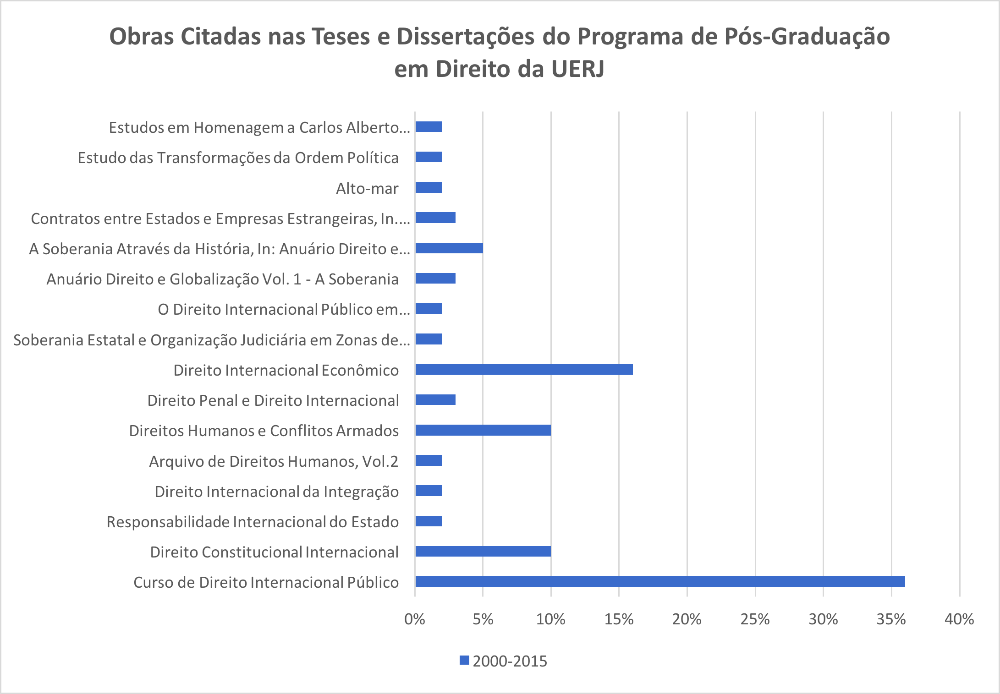 Obras Citadas nas Teses e Dissertações do Programa de Pós-Graduação
em Direito da UERJ
Estudos em Homenagem a Carlos Alberto...
Estudo das Transformações da Ordem Política
Alto-mar
Contratos entre Estados e Empresas Estrangeiras, In....
A Soberania Através da História, In: Anuário Direito e...
Anuário Direito e Globalização Vol. 1 - A Soberania
O Direito Internacional Público em...
Soberania Estatal e Organização Judiciária em Zonas de...
Direito Internacional Econômico
Direito Penal e Direito Internacional
Direitos Humanos e Conflitos Armados
Arquivo de Direitos Humanos, Vol.2
Direito Internacional da Integração
Responsabilidade Internacional do Estado
Direito Constitucional Internacional
Curso de Direito Internacional Público
0% 5% 10% 15% 20% 25% 30% 35% 40%
2000-2015